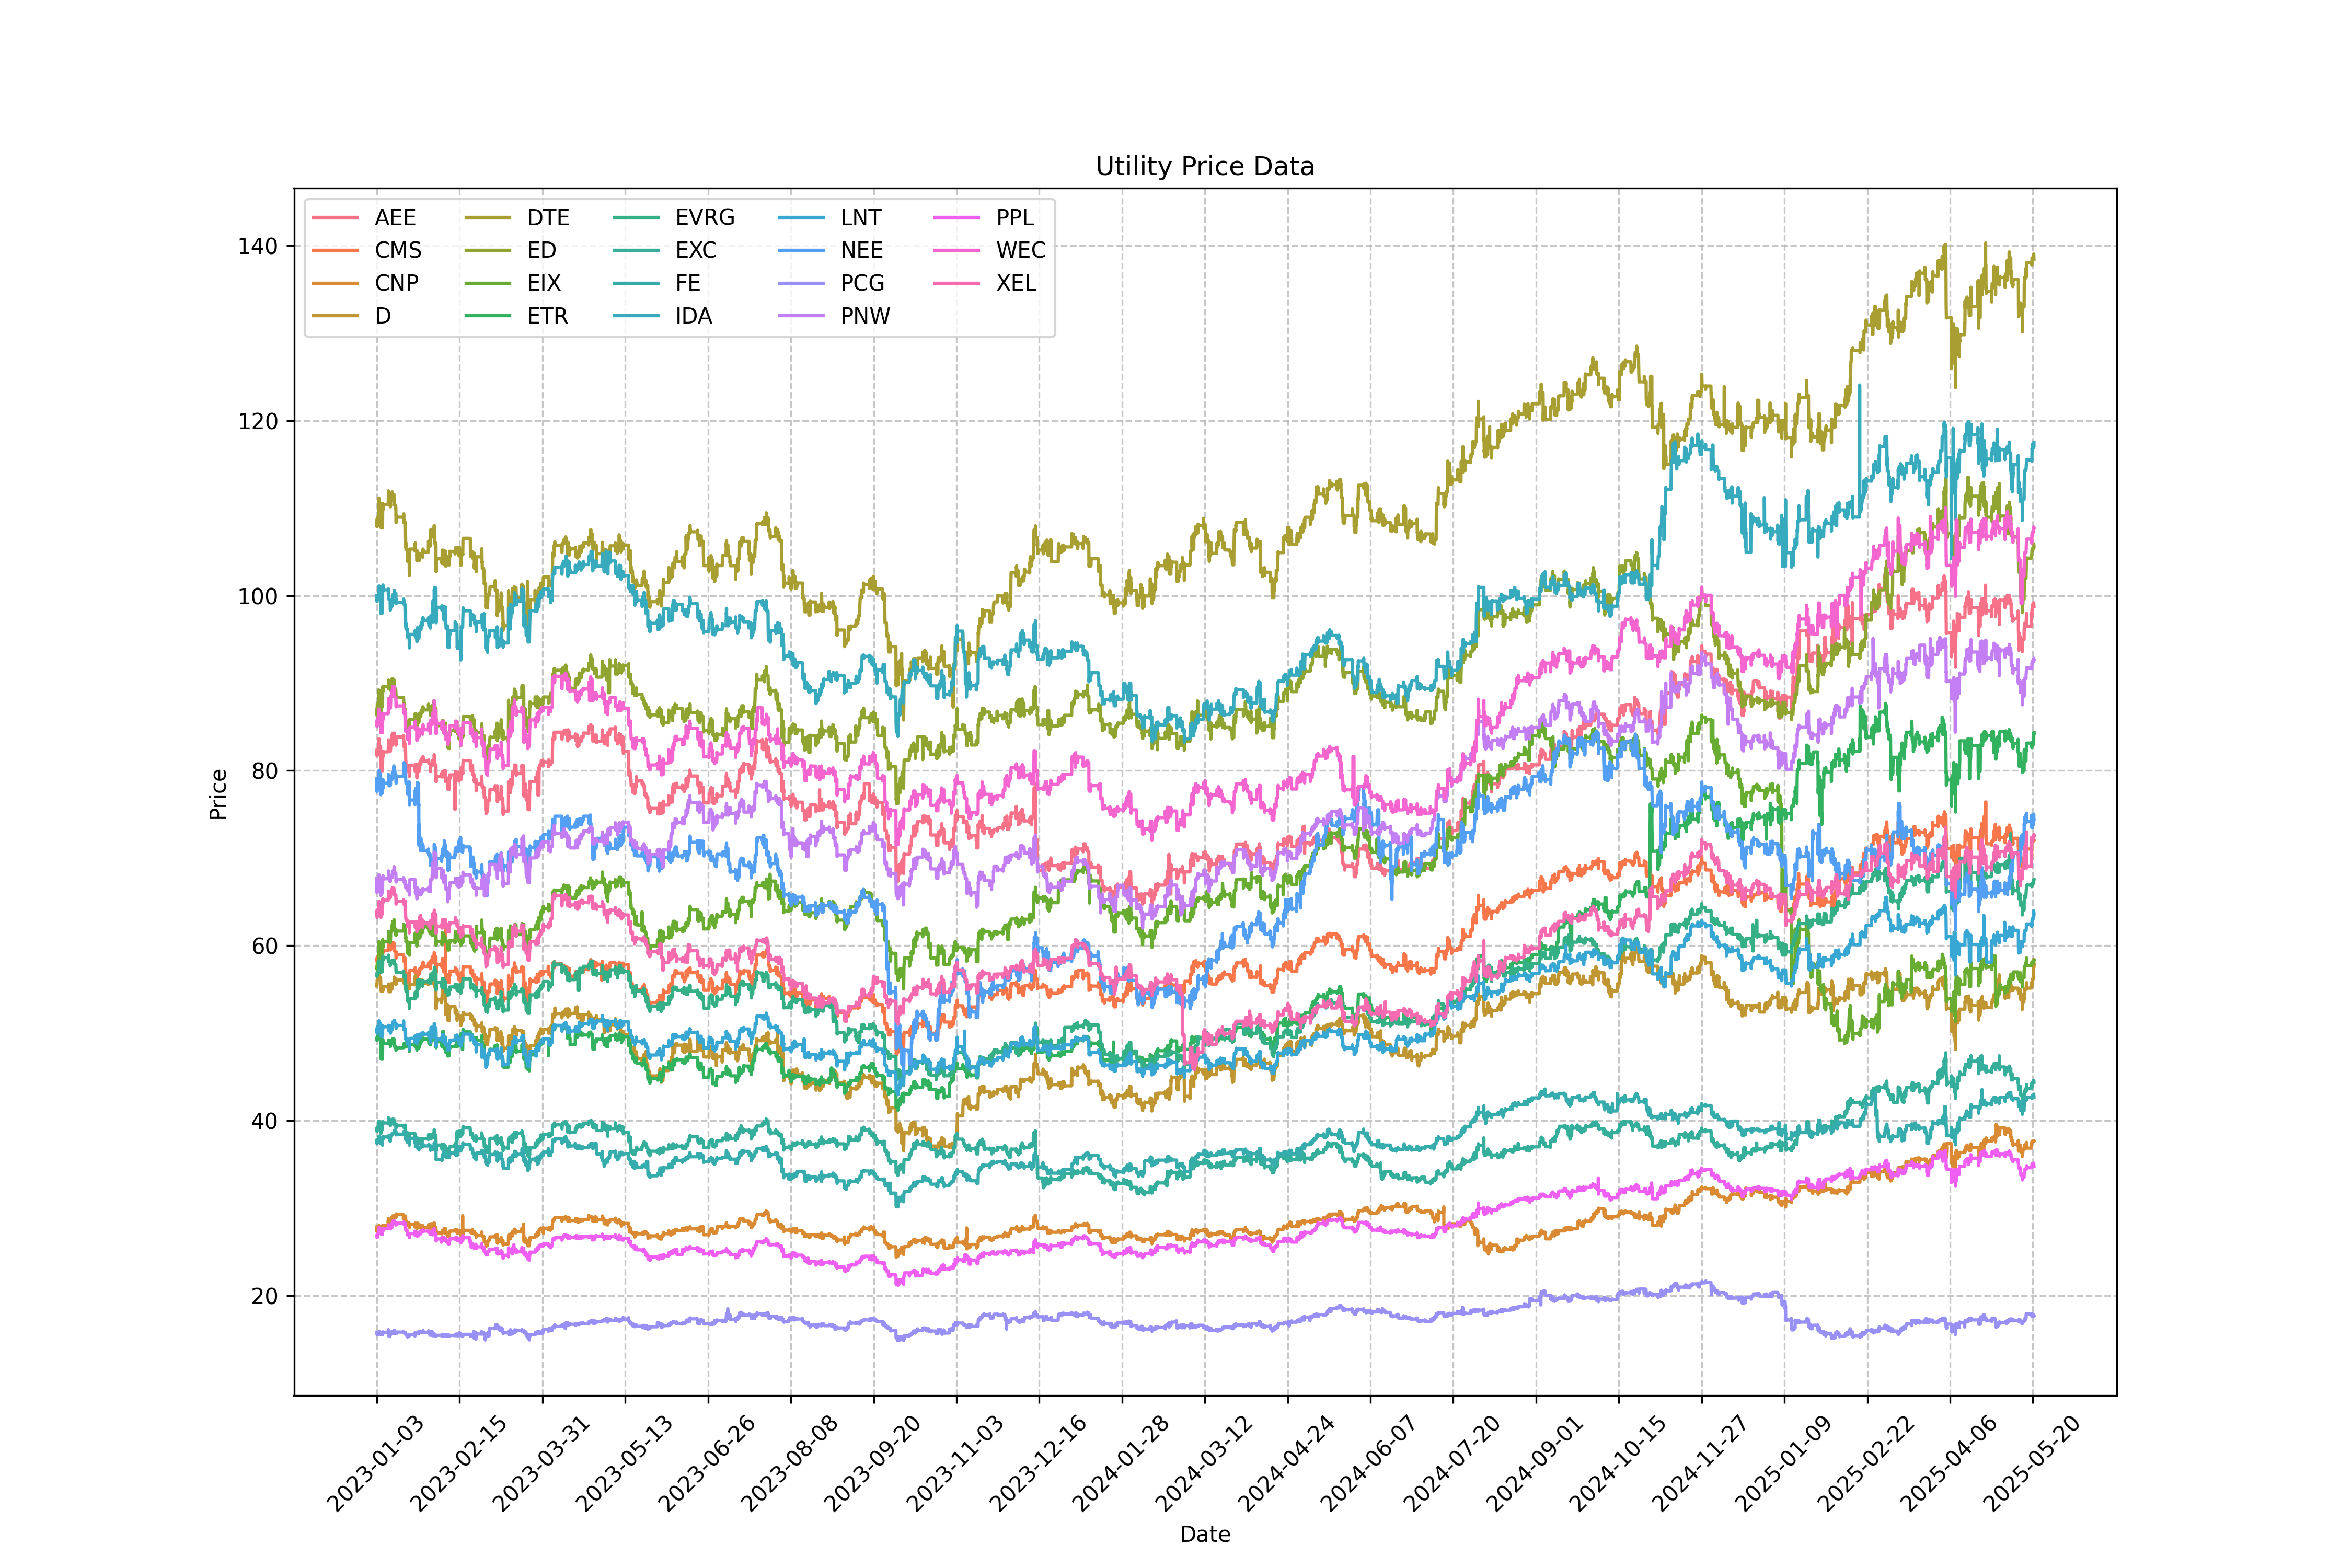 Utility Price Data
AEE
CMS
CNP
D
DTE
ED
EIX
ETR
EVRG
EXC
FE
IDA
LNT
NEE
PCG
PNW
PPL
WEC
XEL
Price
140
120
100
80
60
40
20
2023-01-03
2023-02-15
2023-03-31
2023-05-13
2023-06-26
2023-08-08
2023-09-20
2023-11-03
2023-12-16
2024-01-28
2024-03-12
2024-04-24
2024-06-07
2024-07-20
2024-09-01
2024-10-15
2024-11-27
2025-01-09
2025-02-22
2025-04-06
2025-05-20
Date